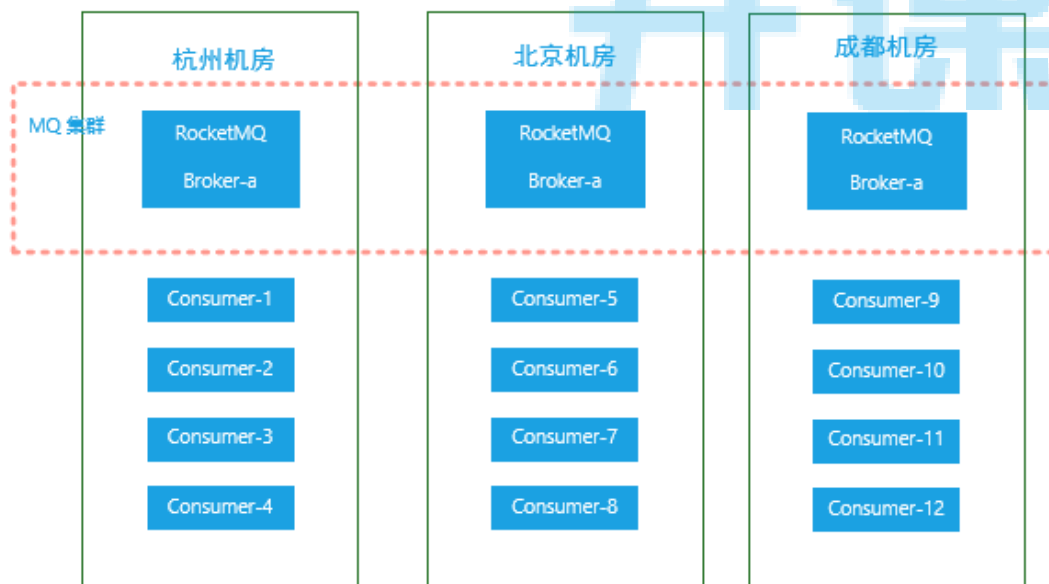 杭州机房
北京机房
成都机房
MQ 集群
RocketMQ
Broker-a
RocketMQ
Broker-a
RocketMQ
Broker-a
Consumer-1
Consumer-2
Consumer-3
Consumer-4
Consumer-5
Consumer-6
Consumer-7
Consumer-8
Consumer-9
Consumer-10
Consumer-11
Consumer-12